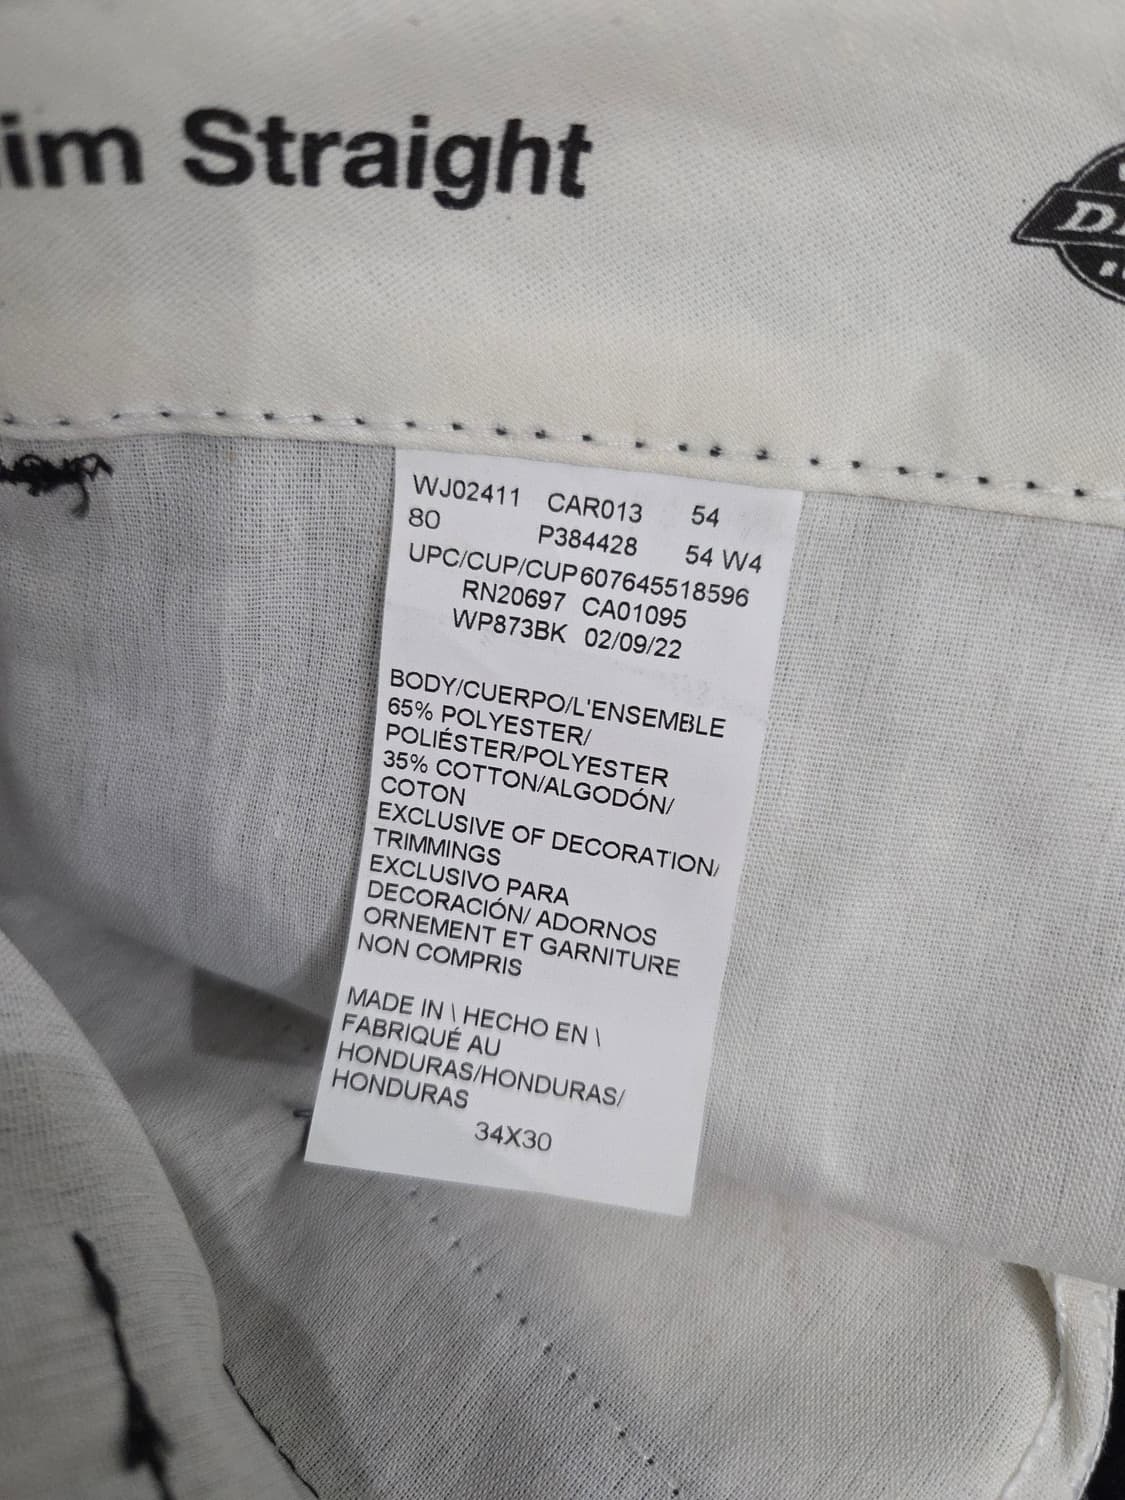 im Straight
WJ02411 CAR013 54
80 P384428 54 W4
UPC/CUP/CUP607645518596
RN20697 CA01095
WP873BK 02/09/22
BODY/CUERPO/L'ENSEMBLE
65% POLYESTER/
POLIÉSTER/POLYESTER
35% COTTON/ALGODÓN/
COTON
EXCLUSIVE OF DECORATION/
TRIMMINGS
EXCLUSIVO PARA
DECORACIÓN/ ADORNOS
ORNEMENT ET GARNITURE
NON COMPRIS
MADE IN \ HECHO EN \
FABRIQUÉ AU
HONDURAS/HONDURAS/
HONDURAS
34X30